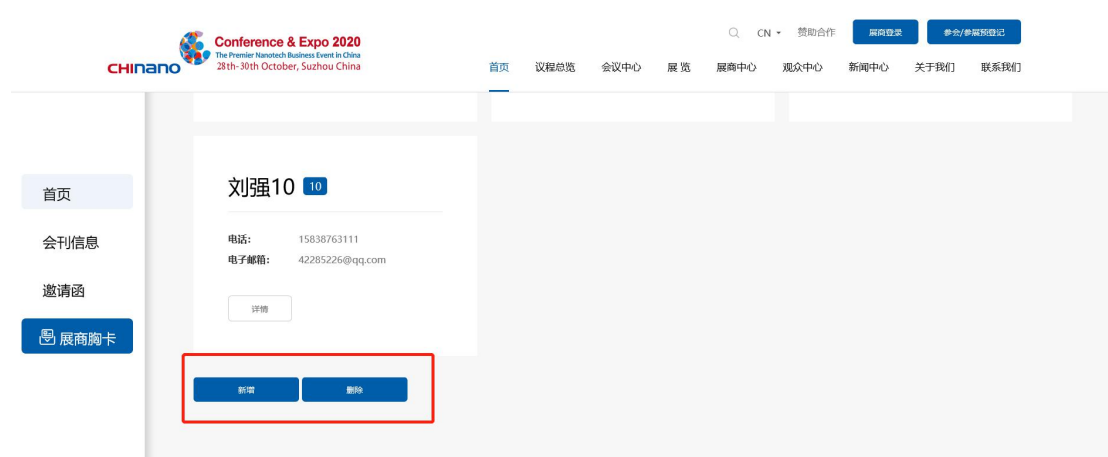 CHInano
Conference & Expo 2020
The Premier Nanotech Business Event in China
28th-30th October, Suzhou China
CN 赞助合作 展商登录 参会/参展预登记
首页 议程总览 会议中心 展 览 展商中心 观众中心 新闻中心 关于我们 联系我们
首页
会刊信息
邀请函
展商胸卡
刘强10 10
电话： 15838763111
电子邮箱： 42285226@qq.com
详情
新增 删除